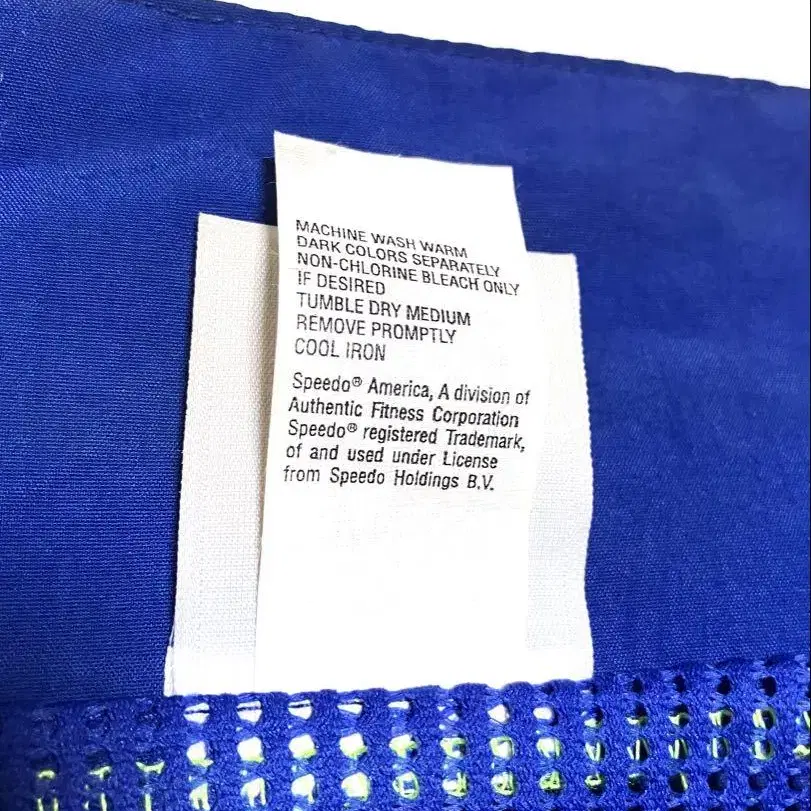 MACHINE WASH WARM
DARK COLORS SEPARATELY
NON-CHLORINE BLEACH ONLY
IF DESIRED
TUMBLE DRY MEDIUM
REMOVE PROMPTLY
COOL IRON
Speedo® America, A division of
Authentic Fitness Corporation
Speedo® registered Trademark,
of and used under License
from Speedo Holdings B.V.